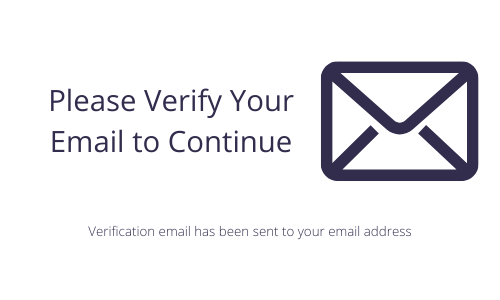 Please Verify Your
Email to Continue
Verification email has been sent to your email address